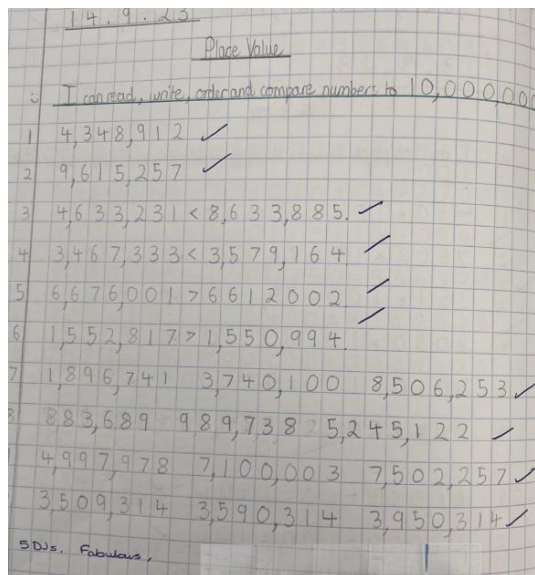 14.9.23
Place Value
I can read, write, order and compare numbers to 10,000,000
1 4,348,912
2 9,615,257
3 4,633,231 < 8,633,885.
4 3,467,333 < 3,579,164
5 6,676,001 > 6612002
6 1,552,817 > 1,550,994.
7 1,896,741 3,740,100 8,506,253
8 883,689 989,738 5,245,122
4,997,978 7,100,003 7,502,257
3,509,314 3,590,314 3,950,314
5DJs. Fabulous,